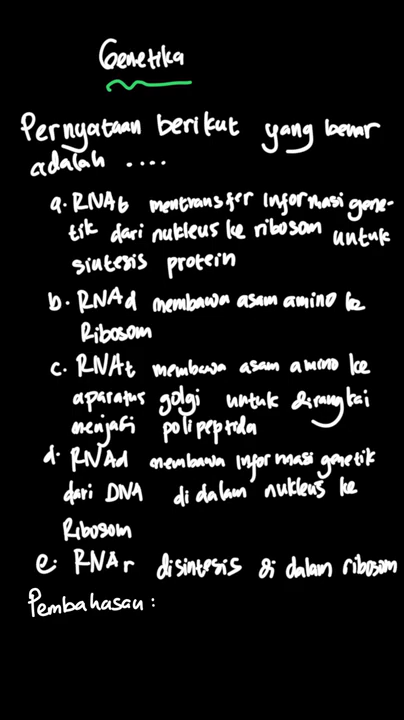 Genetika
Pernyataan berikut yang benar
adalah ....
a. RNAb mentransfer informasi gene-
tik dari nukleus ke ribosom untuk
sintesis protein
b. RNAd membawa asam amino ke
Ribosom
c. RNAt membawa asam amino ke
aparatus golgi untuk dirangkai
menjadi polipeptida
d. RNAd membawa informasi genetik
dari DNA di dalam nukleus ke
Ribosom
e. RNAr disintesis di dalam ribosom
Pembahasan :